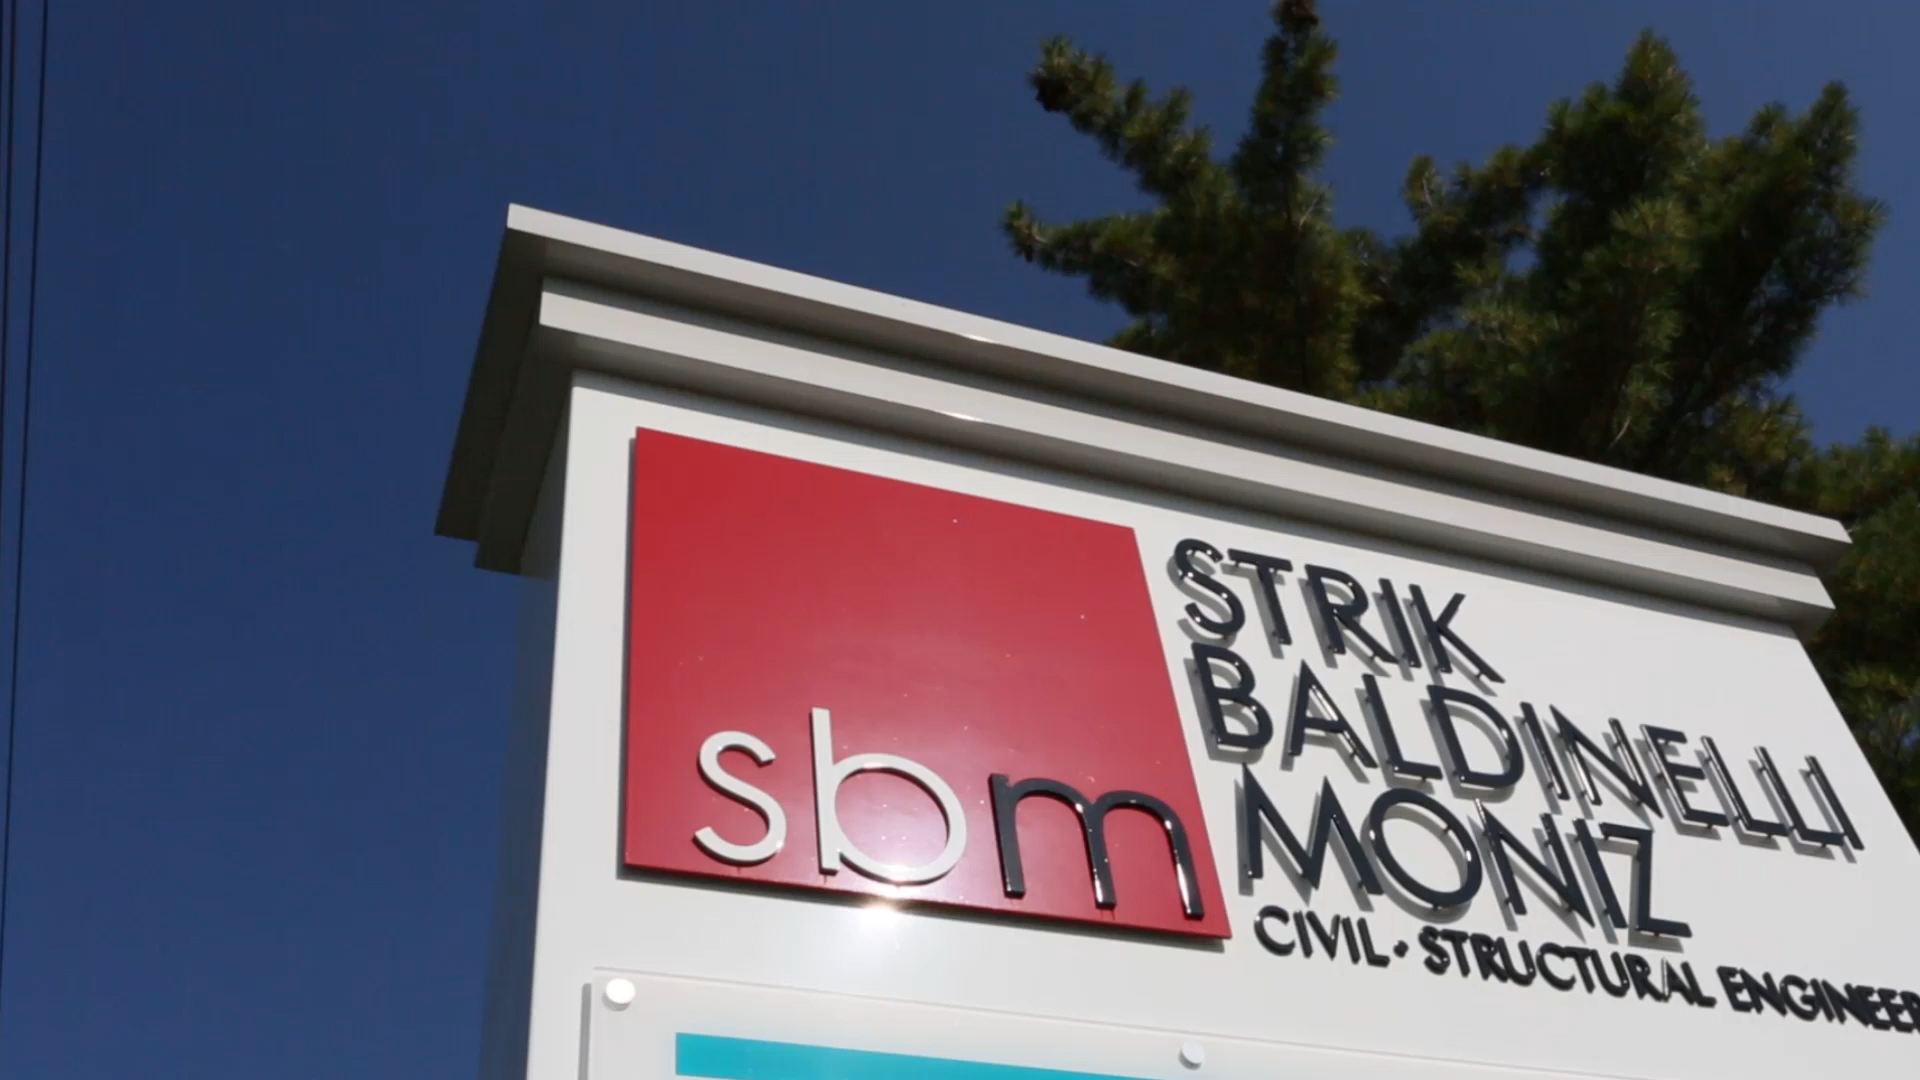 sbm
STRIK
BALDINELLI
MONIZ
CIVIL • STRUCTURAL ENGINEER